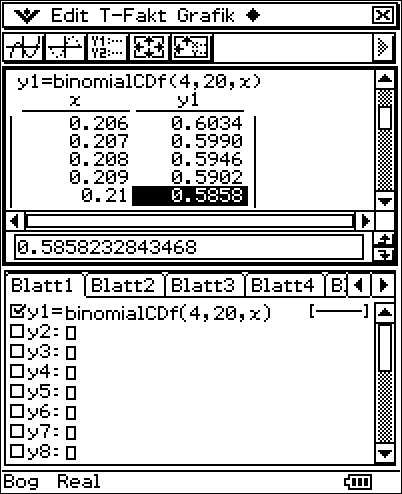 Edit T-Fakt Grafik
Y1:...
Y2:...
y1=binomialCDf(4,20,x)
x y1
0.206 0.6034
0.207 0.5990
0.208 0.5946
0.209 0.5902
0.21 0.5858
0.5858232843468
Blatt1 Blatt2 Blatt3 Blatt4
y1=binomialCDf(4,20,x) [—]
y2:
y3:
y4:
y5:
y6:
y7:
y8:
Bog Real